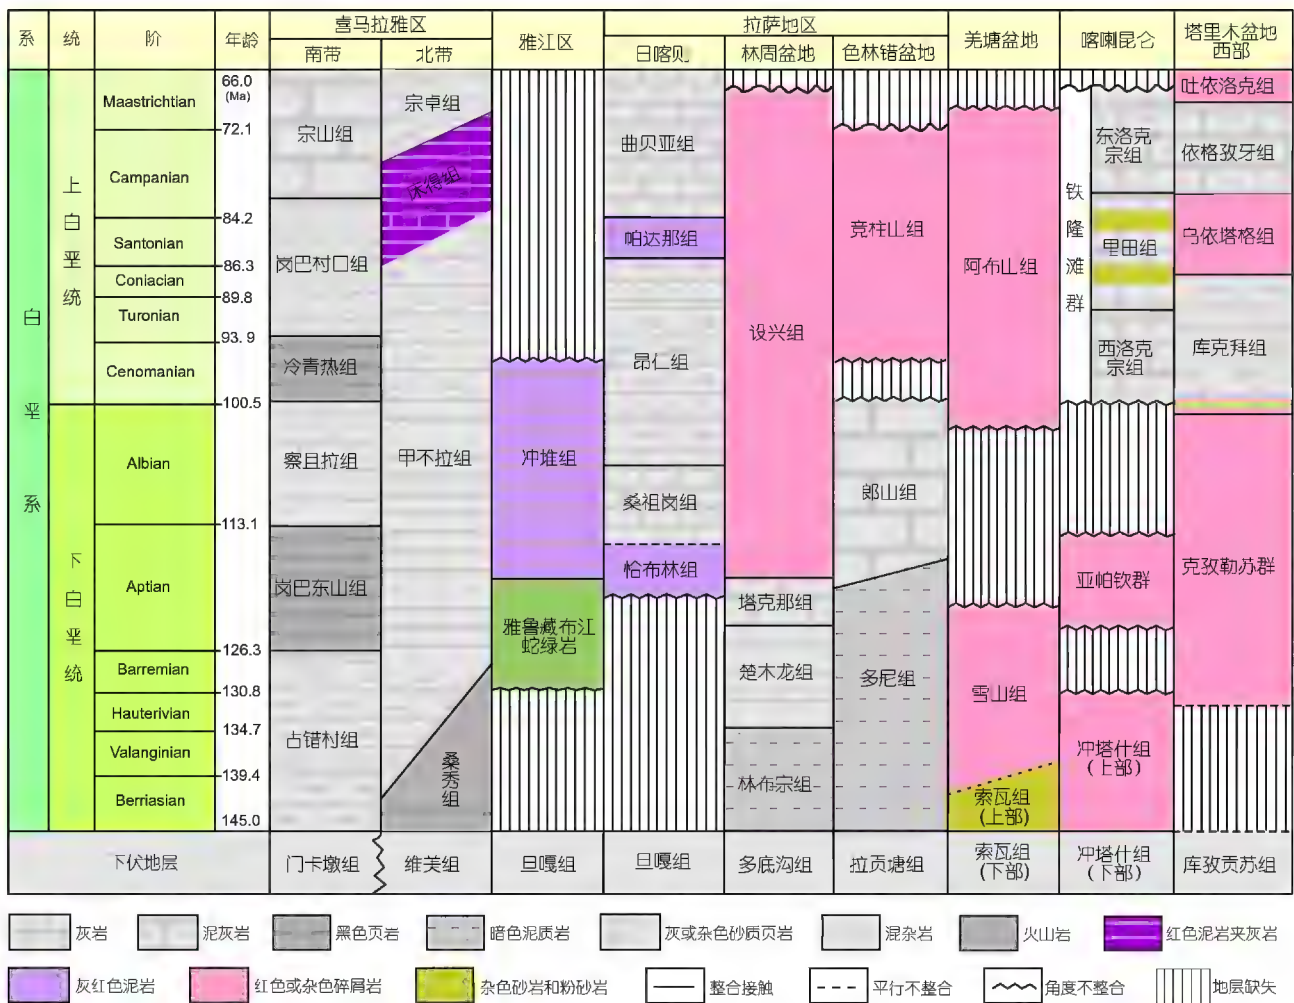 系 统 阶 年龄 喜马拉雅区 雅江区 拉萨地区 羌塘盆地 喀喇昆仑 塔里木盆地
西部
南带 北带 日喀则 林周盆地 色林错盆地
白 垩 系
上 白 垩 统
下 白 垩 统
Maastrichtian
Campanian
Santonian
Coniacian
Turonian
Cenomanian
Albian
Aptian
Barremian
Hauterivian
Valanginian
Berriasian
66.0
(Ma)
72.1
84.2
86.3
89.8
93.9
100.5
113.1
126.3
130.8
134.7
139.4
145.0
宗山组
岗巴村口组
冷青热组
察且拉组
岗巴东山组
古错村组
宗卓组
床得组
甲不拉组
桑秀组
冲堆组
雅鲁藏布江
蛇绿岩
曲贝亚组
帕达那组
昂仁组
桑祖岗组
恰布林组
设兴组
塔克那组
楚木龙组
林布宗组
竞柱山组
郎山组
多尼组
阿布山组
雪山组
索瓦组
(上部)
铁隆滩群
东洛克
宗组
里田组
西洛克
宗组
亚帕钦群
冲塔什组
(上部)
吐依洛克组
依格孜牙组
乌依塔格组
库克拜组
克孜勒苏群
下伏地层 门卡墩组 维美组 旦嘎组 旦嘎组 多底沟组 拉贡塘组 索瓦组
(下部) 冲塔什组
(下部) 库孜贡苏组
灰岩 泥灰岩 黑色页岩 暗色泥质岩 灰或杂色砂质页岩 混杂岩 火山岩 红色泥岩夹灰岩
灰红色泥岩 红色或杂色碎屑岩 杂色砂岩和粉砂岩 整合接触 平行不整合 角度不整合 地层缺失